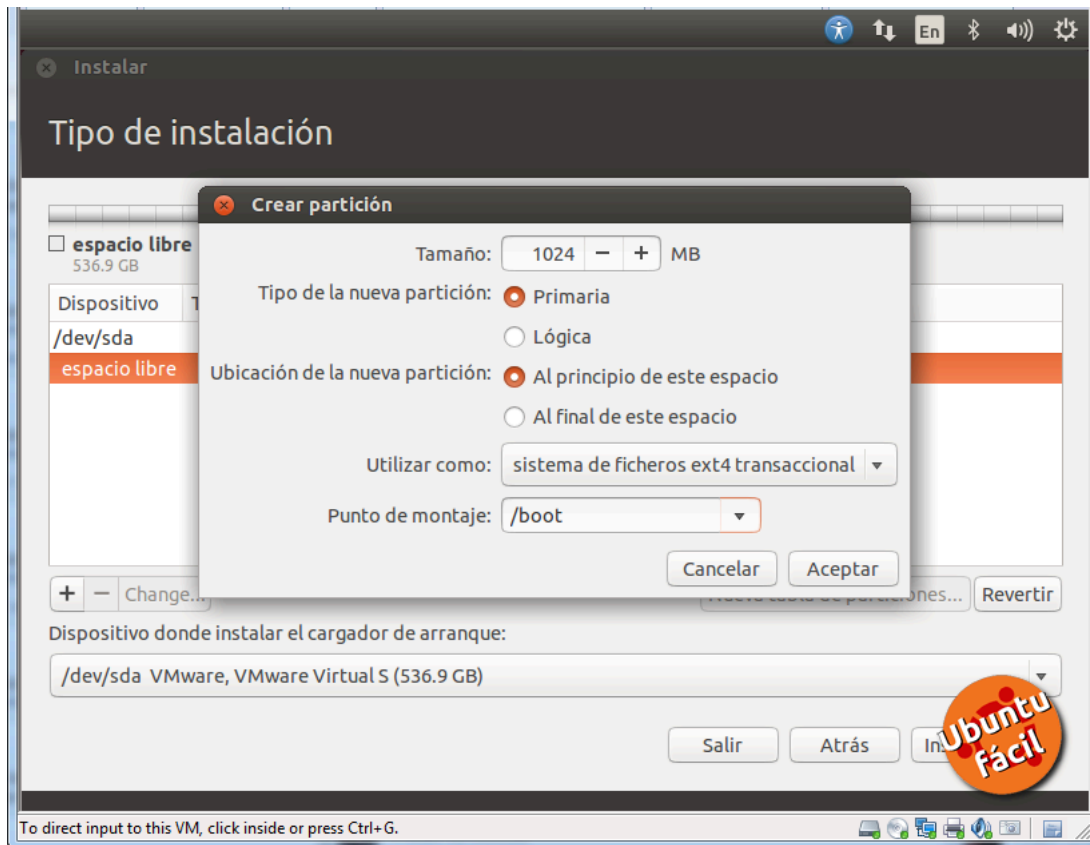 En
Instalar
Tipo de instalación
Crear partición
Tamaño: 1024 − + MB
espacio libre
536.9 GB
Tipo de la nueva partición: Primaria
Dispositivo T
Lógica
/dev/sda
espacio libre
Ubicación de la nueva partición: Al principio de este espacio
Al final de este espacio
Utilizar como: sistema de ficheros ext4 transaccional
Punto de montaje: /boot
Cancelar Aceptar
+ − Change... Nueva tabla de particiones... Revertir
Dispositivo donde instalar el cargador de arranque:
/dev/sda VMware, VMware Virtual S (536.9 GB)
Salir Atrás
Ubuntu
Fácil
To direct input to this VM, click inside or press Ctrl+G.